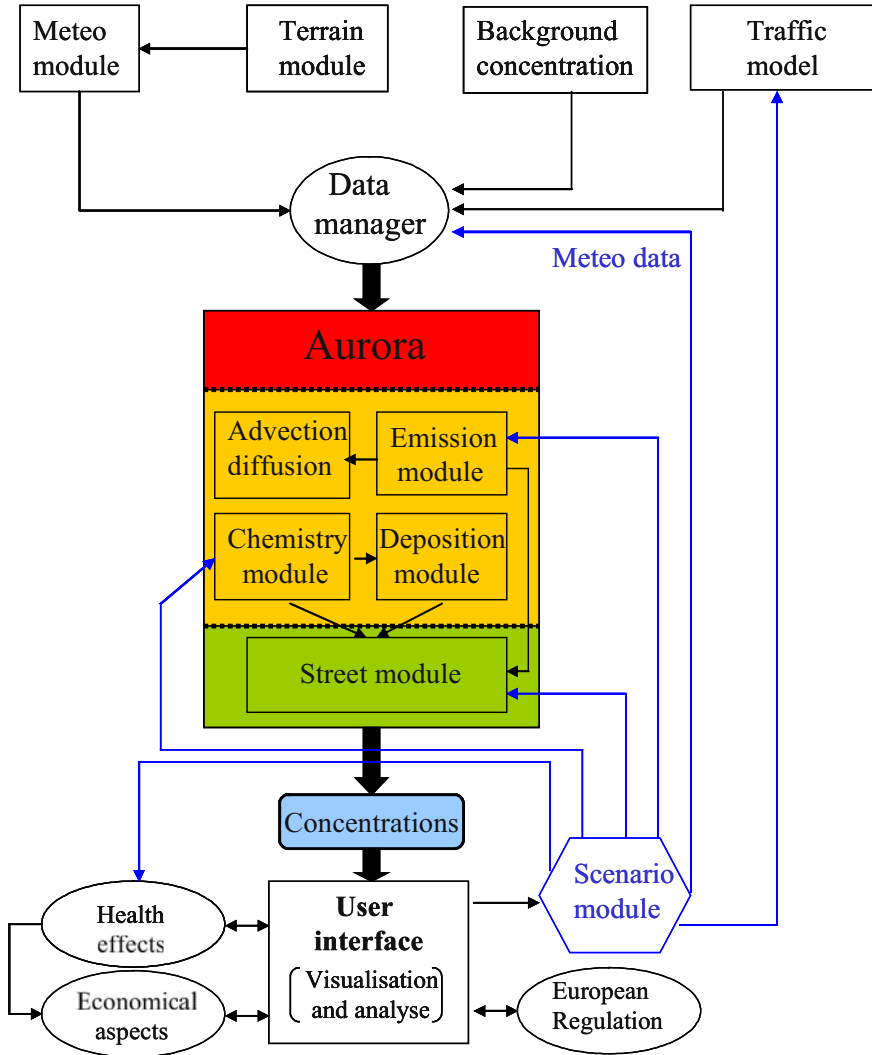 Meteo
module
Terrain
module
Background
concentration
Traffic
model
Data
manager
Meteo data
Aurora
Advection
diffusion
Emission
module
Chemistry
module
Deposition
module
Street module
Concentrations
Health
effects
User
interface
Visualisation
and analyse
Scenario
module
Economical
aspects
European
Regulation